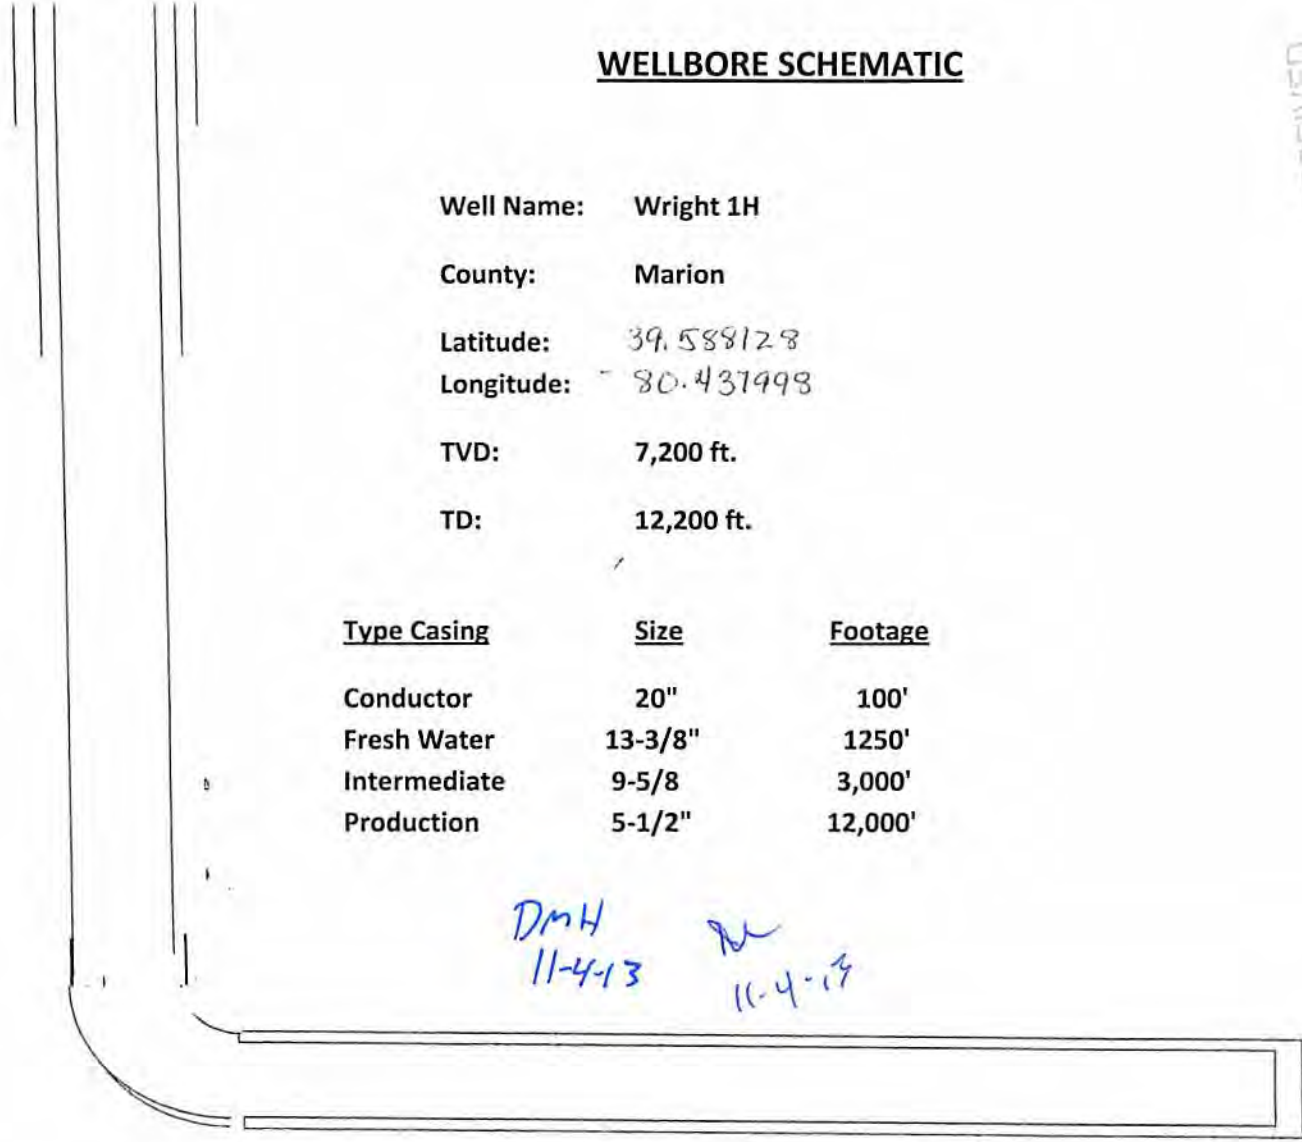 WELLBORE SCHEMATIC
Well Name: Wright 1H
County: Marion
Latitude: 39.588128
Longitude: - 80.437998
TVD: 7,200 ft.
TD: 12,200 ft.
Type Casing Size Footage
Conductor 20" 100'
Fresh Water 13-3/8" 1250'
Intermediate 9-5/8 3,000'
Production 5-1/2" 12,000'
DMH
11-4-13
11-4-13